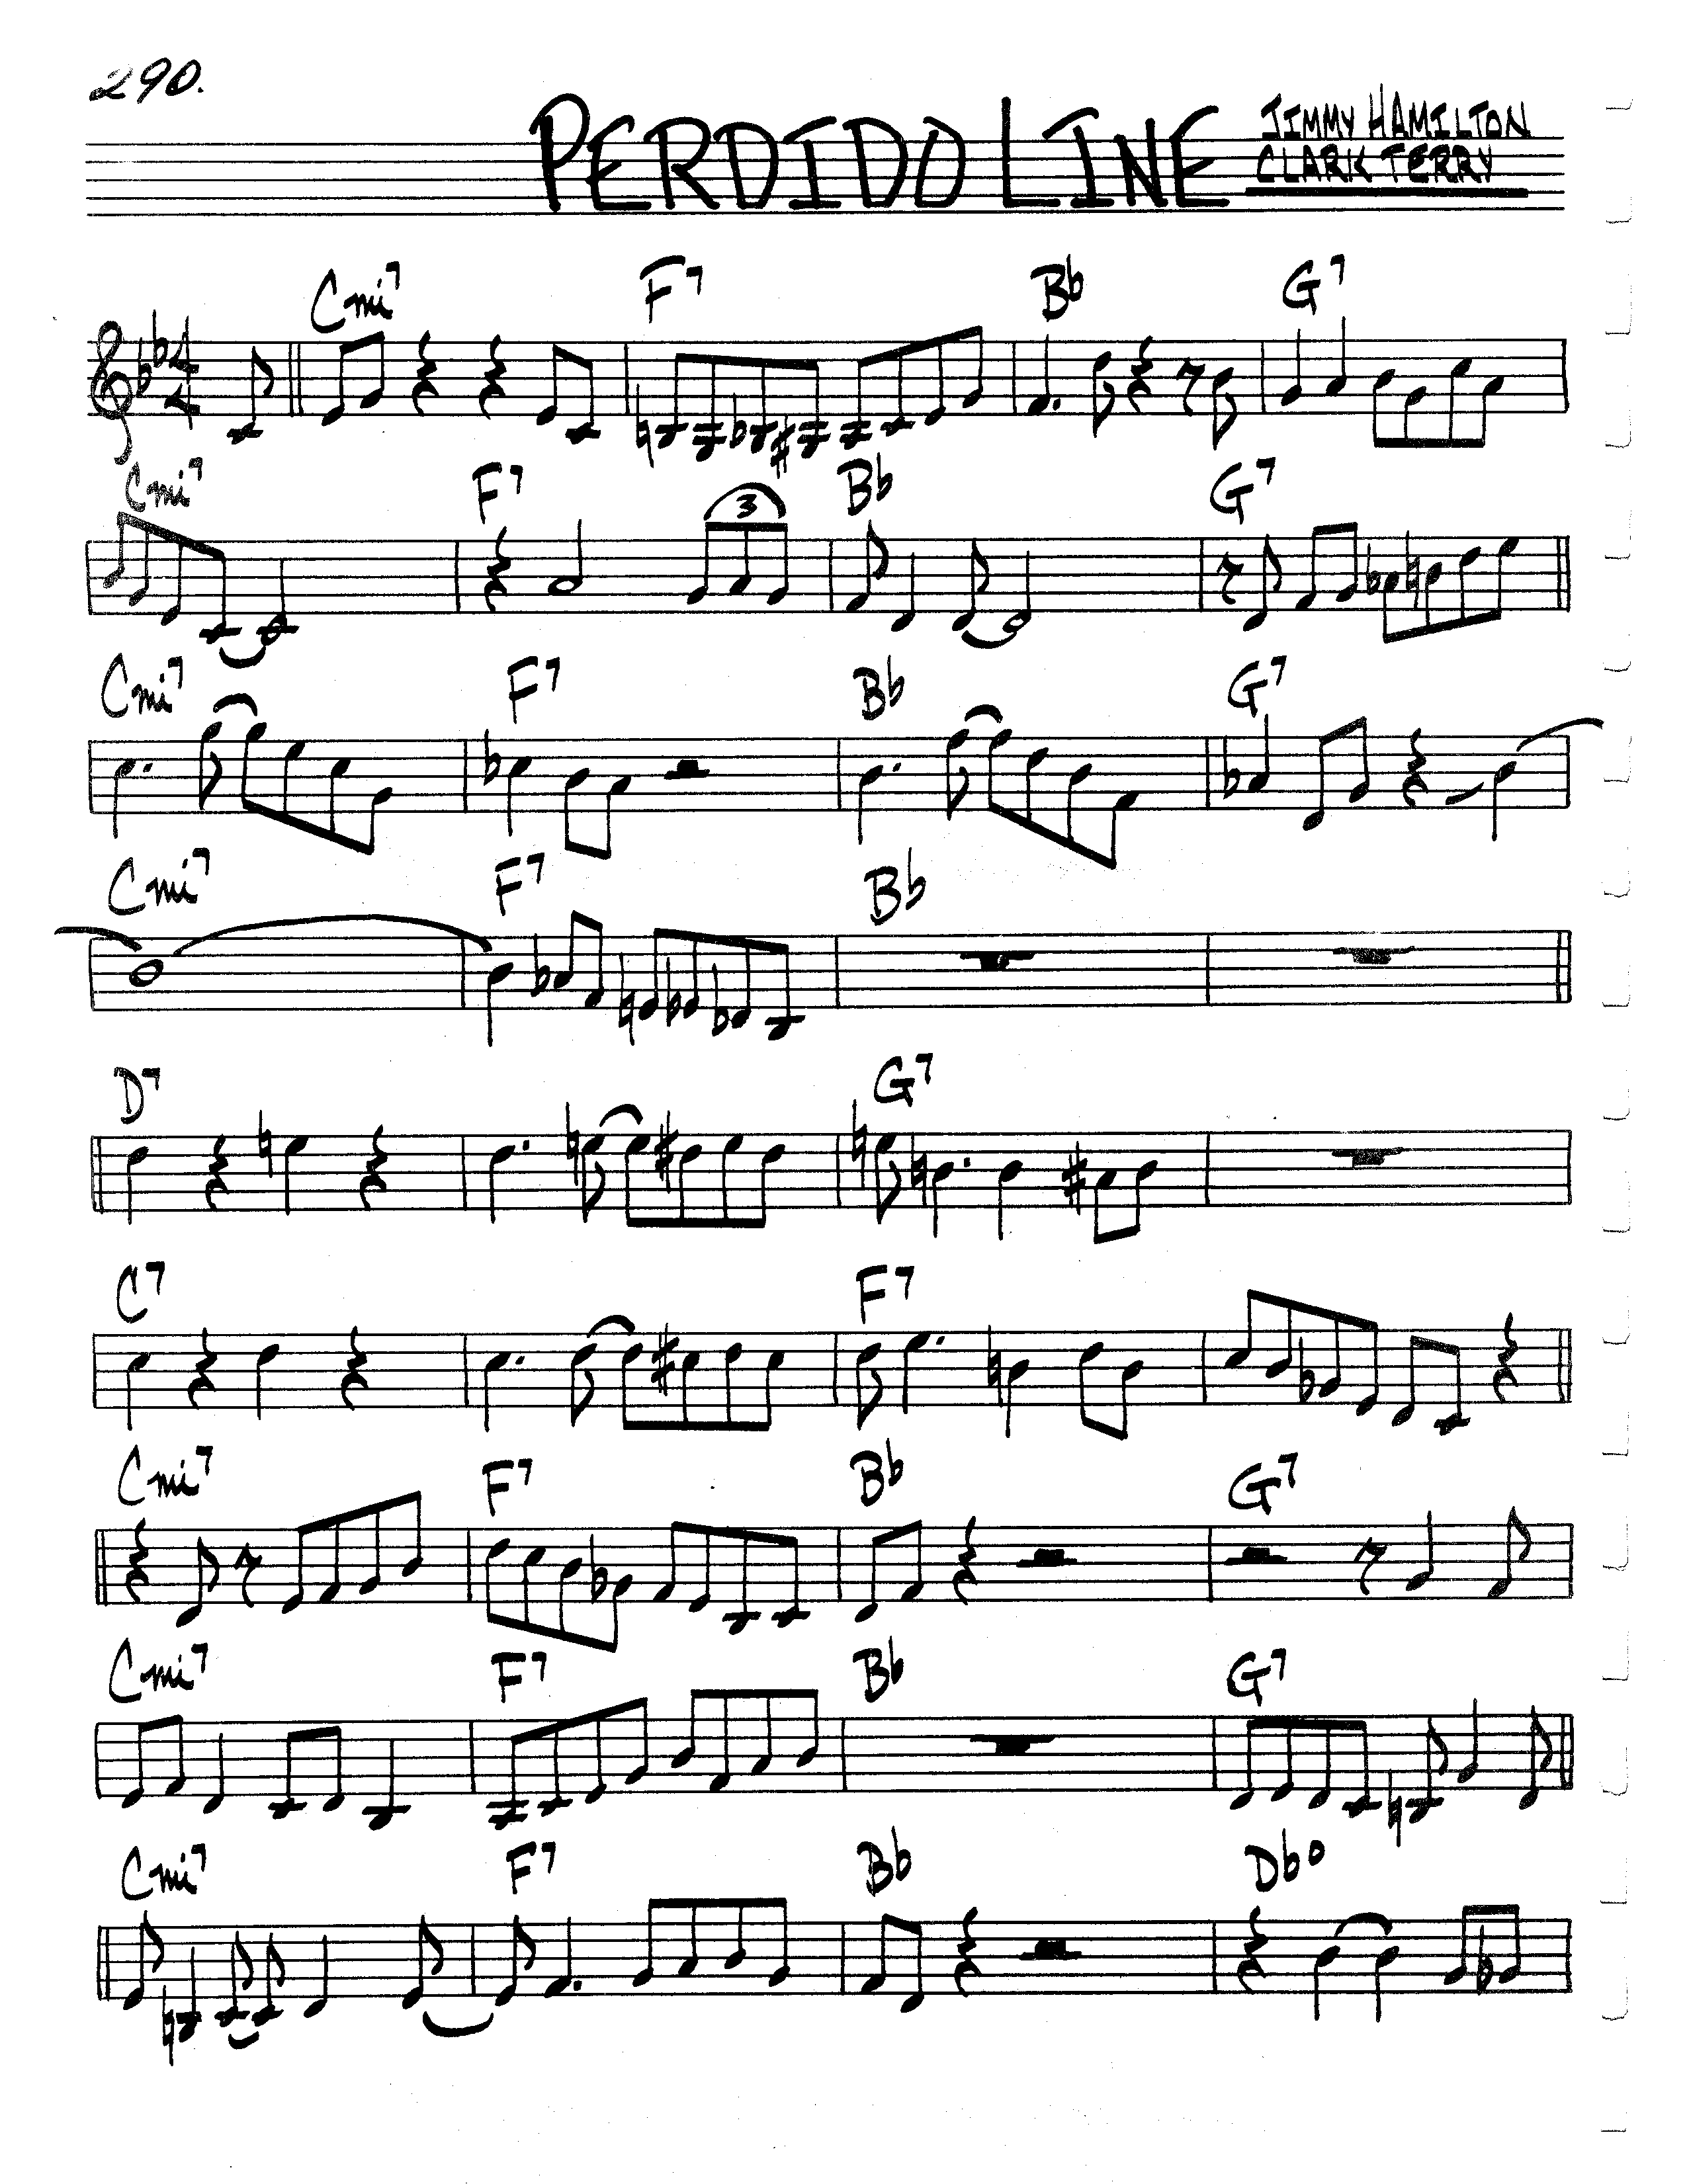 290.
PERDIDO LINE
JIMMY HAMILTON
CLARK TERRY
Cmi7 F7 Bb G7
4
4
Cmi7 F7 Bb G7
3
Cmi7 F7 Bb G7
Cmi7 F7 Bb
D7 G7
C7 F7
Cmi7 F7 Bb G7
Cmi7 F7 Bb G7
Cmi7 F7 Bb Dbo